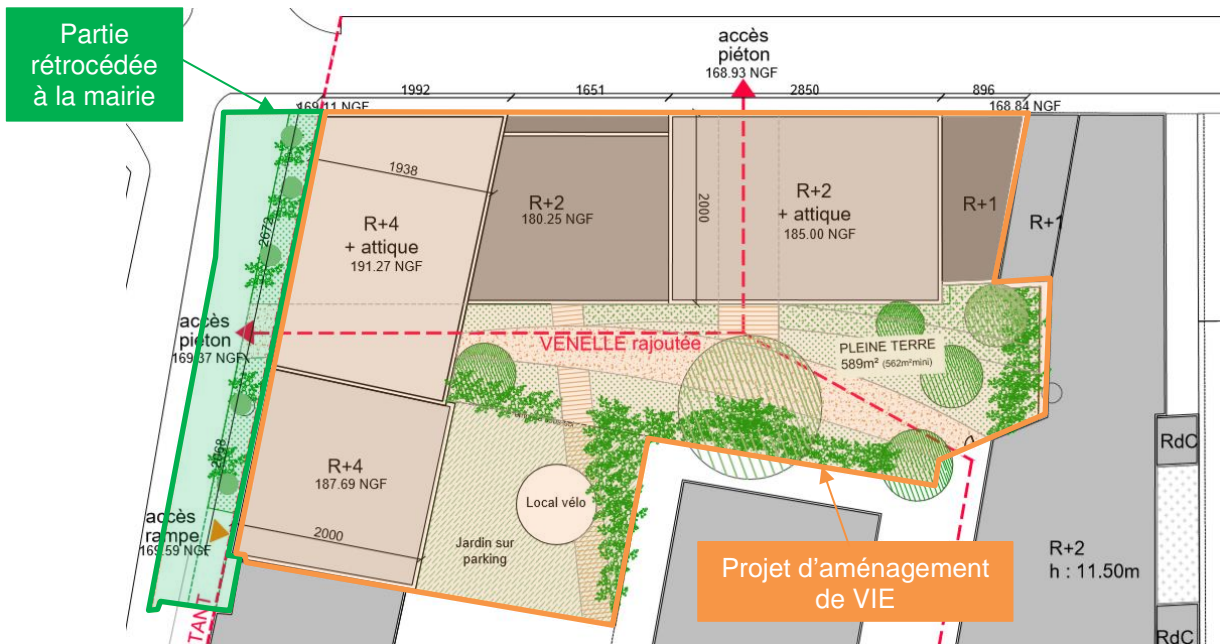 Partie
rétrocédée
à la mairie
accès
piéton
168.93 NGF
1992
1651
2850
896
169.11 NGF
168 84 NGF
1938
2672
R+4
+ attique
191.27 NGF
R+2
180.25 NGF
2000
R+2
+ attique
185.00 NGF
R+1
R+1
accès
piéton
169.37 NGF
VENELLE rajoutée
PLEINE TERRE
589m² (562m²mini)
R+4
187.69 NGF
2000
Local vélo
Jardin sur
parking
accès
rampe
169.59 NGF
TANT
Projet d'aménagement
de VIE
RdC
R+2
h : 11.50m
RdC